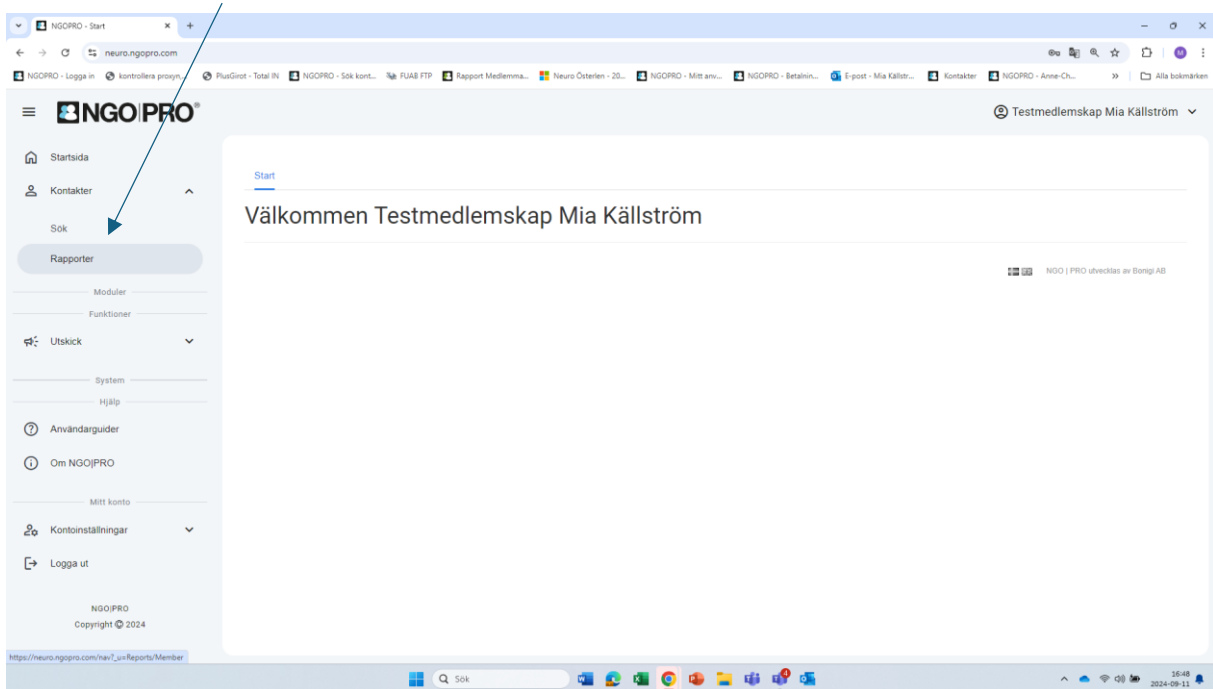 NGOPRO - Start
neuro.ngopro.com
NGOPRO - Logga in
kontrollera proxyn,...
PlusGirot - Total IN
NGOPRO - Sök kont...
FUAB FTP
Rapport Medlemma...
Neuro Österlen - 20...
NGOPRO - Mitt anv...
NGOPRO - Betalnin...
E-post - Mia Källstr...
Kontakter
NGOPRO - Anne-Ch...
»
Alla bokmärken
M
NGO|PRO®
Testmedlemskap Mia Källström
Startsida
Kontakter
Sök
Rapporter
Moduler
Funktioner
Utskick
System
Hjälp
Användarguider
Om NGO|PRO
Mitt konto
Kontoinställningar
Logga ut
NGO|PRO
Copyright © 2024
Start
Välkommen Testmedlemskap Mia Källström
NGO | PRO utvecklas av Bonigi AB
https://neuro.ngopro.com/nav?_u=Reports/Member
Sök
4
16:48
2024-09-11